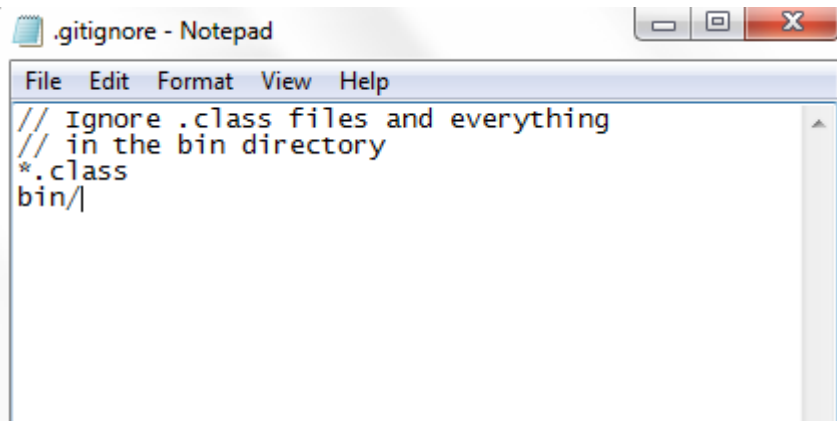 .gitignore - Notepad
File Edit Format View Help
// Ignore .class files and everything
// in the bin directory
*.class
bin/